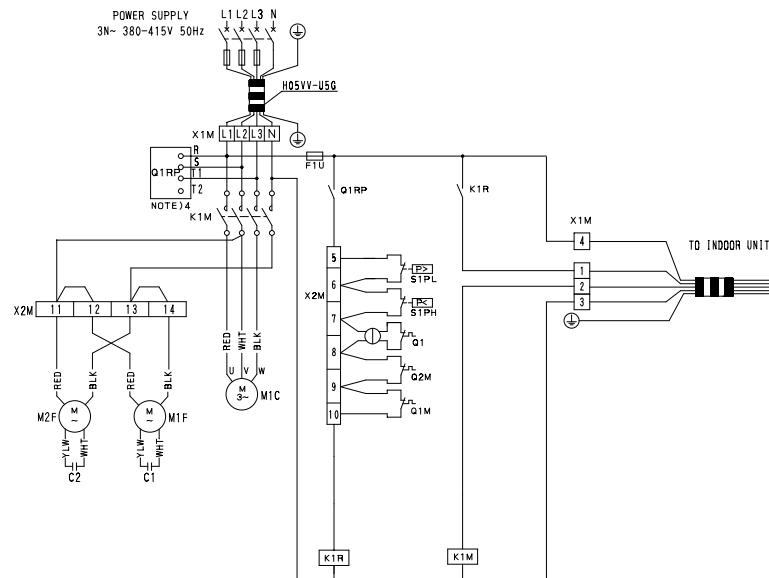 POWER SUPPLY
3N~ 380-415V 50Hz
L1 L2 L3 N
H05VV-U5G
X1M L1 L2 L3 N
R
S
Q1RP T1
T2
NOTE)4
F1U
K1M
Q1RP
K1R
X1M
4
TO INDOOR UNIT
1
2
3
X2M
5
6
7
8
9
10
S1PL
P>
S1PH
P<
Q1
Q2M
Q1M
X2M 11 12 13 14
RED BLK RED BLK
RED WHT BLK
U V W
M 3~ M1C
M2F M ~
M ~ M1F
YLW WHT YLW WHT
C2 C1
K1R K1M